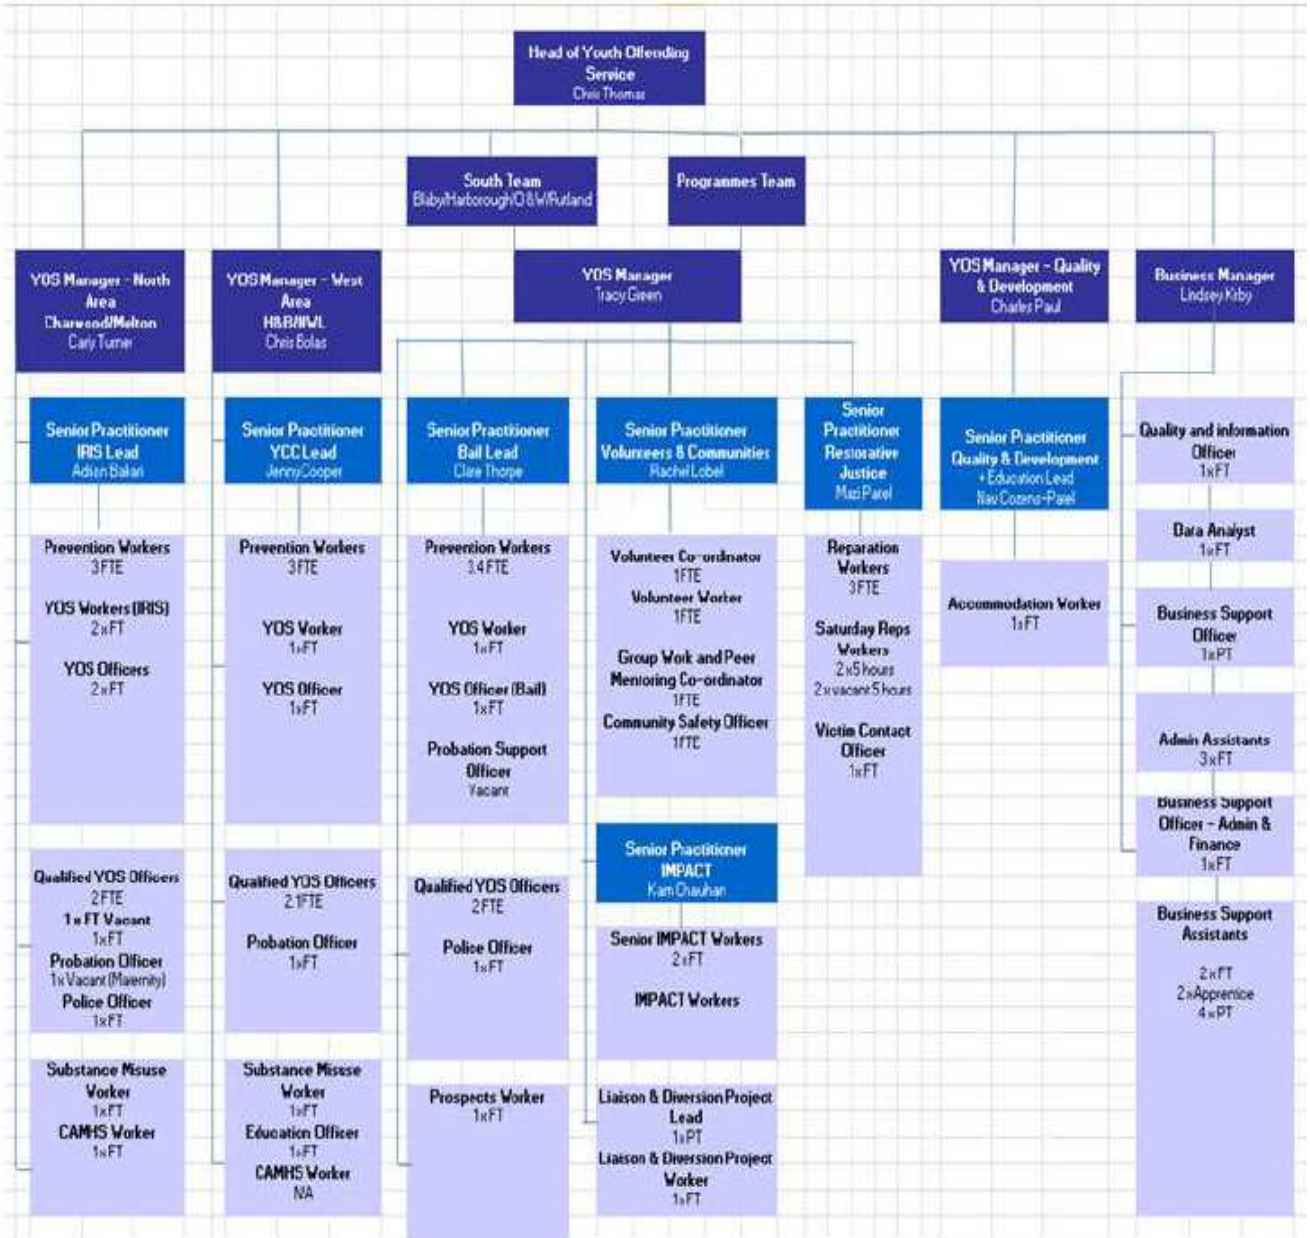 Head of Youth Offending
Service
Chris Thomas
South Team
Blaby/Harborough/O&W/Rutland
Programmes Team
YOS Manager - North
Area
Charwood/Melton
Carly Turner
YOS Manager - West
Area
H&B/NWL
Chris Bolas
YOS Manager
Tracy Green
YOS Manager - Quality
& Development
Charles Paul
Business Manager
Lindsey Kirby
Senior Practitioner
IRIS Lead
Senior Practitioner
YCC Lead
Jenny Cooper
Senior Practitioner
Bail Lead
Clare Thorpe
Senior Practitioner
Volunteers & Communities
Rachel Lobel
Senior
Practitioner
Restorative
Justice
Patel
Senior Practitioner
Quality & Development
+ Education Lead
Nav Cozens-Patel
Quality and information
Officer
1xFT
Data Analyst
1xFT
Business Support
Officer
1xPT
Admin Assistants
3xFT
Business Support
Officer - Admin &
Finance
1xFT
Business Support
Assistants
2xFT
2xApprentice
4xPT
Prevention Workers
3FTE
YOS Workers (IRIS)
2xFT
YOS Officers
2xFT
Prevention Workers
3FTE
YOS Worker
1xFT
YOS Officer
1xFT
Prevention Workers
3.4FTE
YOS Worker
1xFT
YOS Officer (Bail)
1xFT
Probation Support
Officer
Vacant
Volunteer Co-ordinator
1FTE
Volunteer Worker
1FTE
Group Work and Peer
Mentoring Co-ordinator
1FTE
Community Safety Officer
1FTE
Reparation
Workers
3FTE
Saturday Reps
Workers
2x5 hours
2xvacant 5 hours
Victim Contact
Officer
1xFT
Accommodation Worker
1xFT
Senior Practitioner
IMPACT
Kam Chauhan
Senior IMPACT Workers
2xFT
IMPACT Workers
Qualified YOS Officers
2FTE
1xFT Vacant
1xFT
Probation Officer
1x Vacant (Maternity)
Police Officer
1xFT
Qualified YOS Officers
2.1FTE
Probation Officer
1xFT
Qualified YOS Officers
2FTE
Police Officer
1xFT
Substance Misuse
Worker
1xFT
CAMHS Worker
1xFT
Substance Misuse
Worker
1xFT
Education Officer
1xFT
CAMHS Worker
NA
Prospects Worker
1xFT
Liaison & Diversion Project
Lead
1xPT
Liaison & Diversion Project
Worker
1xFT